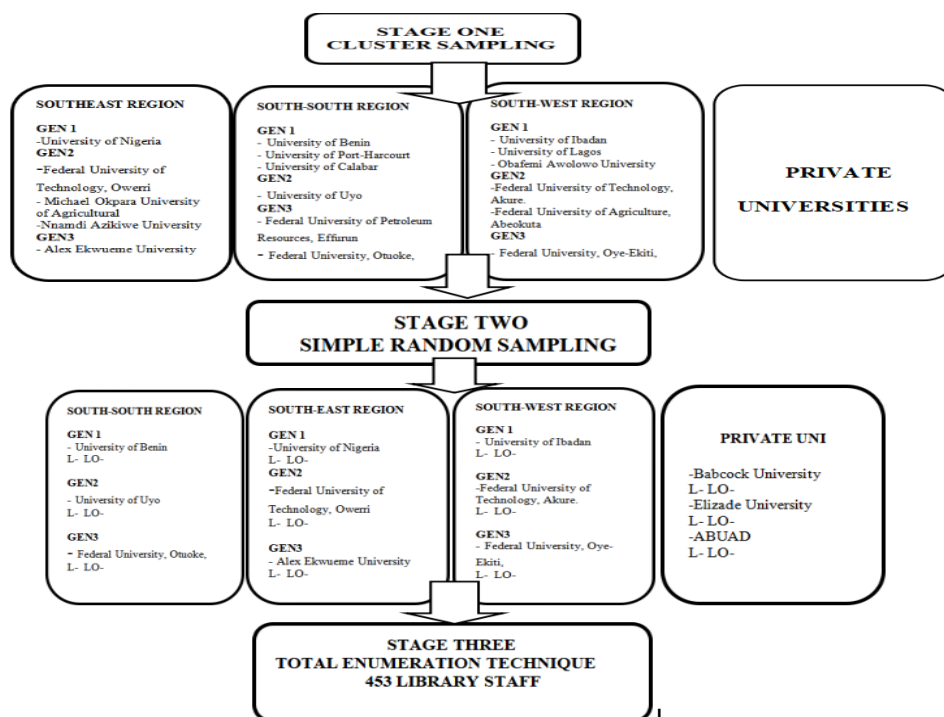 STAGE ONE
CLUSTER SAMPLING
SOUTHEAST REGION
GEN 1
-University of Nigeria
GEN2
-Federal University of
Technology, Owerri
- Michael Okpara University
of Agricultural
- Nnamdi Azikiwe University
GEN3
- Alex Ekwueme University
SOUTH-SOUTH REGION
GEN 1
- University of Benin
- University of Port-Harcourt
- University of Calabar
GEN2
- University of Uyo
GEN3
- Federal University of Petroleum
Resources, Effurun
- Federal University, Otuoke,
SOUTH-WEST REGION
GEN 1
- University of Ibadan
- University of Lagos
- Obafemi Awolowo University
GEN2
-Federal University of Technology,
Akure.
-Federal University of Agriculture,
Abeokuta
GEN3
- Federal University, Oye-Ekiti,
PRIVATE
UNIVERSITIES
STAGE TWO
SIMPLE RANDOM SAMPLING
SOUTH-SOUTH REGION
GEN 1
- University of Benin
L- LO-
GEN2
- University of Uyo
L- LO-
GEN3
- Federal University, Otuoke,
L- LO-
SOUTH-EAST REGION
GEN 1
-University of Nigeria
L- LO-
GEN2
-Federal University of
Technology, Owerri
L- LO-
GEN3
- Alex Ekwueme University
L- LO-
SOUTH-WEST REGION
GEN 1
- University of Ibadan
L- LO-
GEN2
-Federal University of
Technology, Akure.
L- LO-
GEN3
- Federal University, Oye-
Ekiti,
L- LO-
PRIVATE UNI
-Babcock University
L- LO-
-Elizade University
L- LO-
-ABUAD
L- LO-
STAGE THREE
TOTAL ENUMERATION TECHNIQUE
453 LIBRARY STAFF